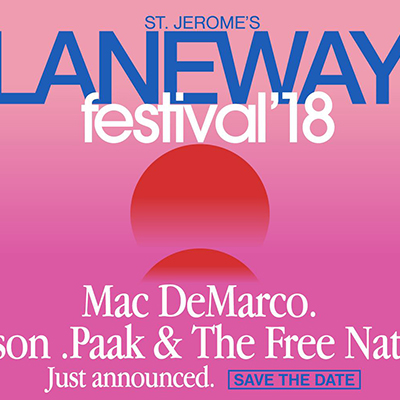 ST. JEROME'S
LANEWAY
festival'18
Mac DeMarco.
son .Paak & The Free Nat
Just announced. SAVE THE DATE